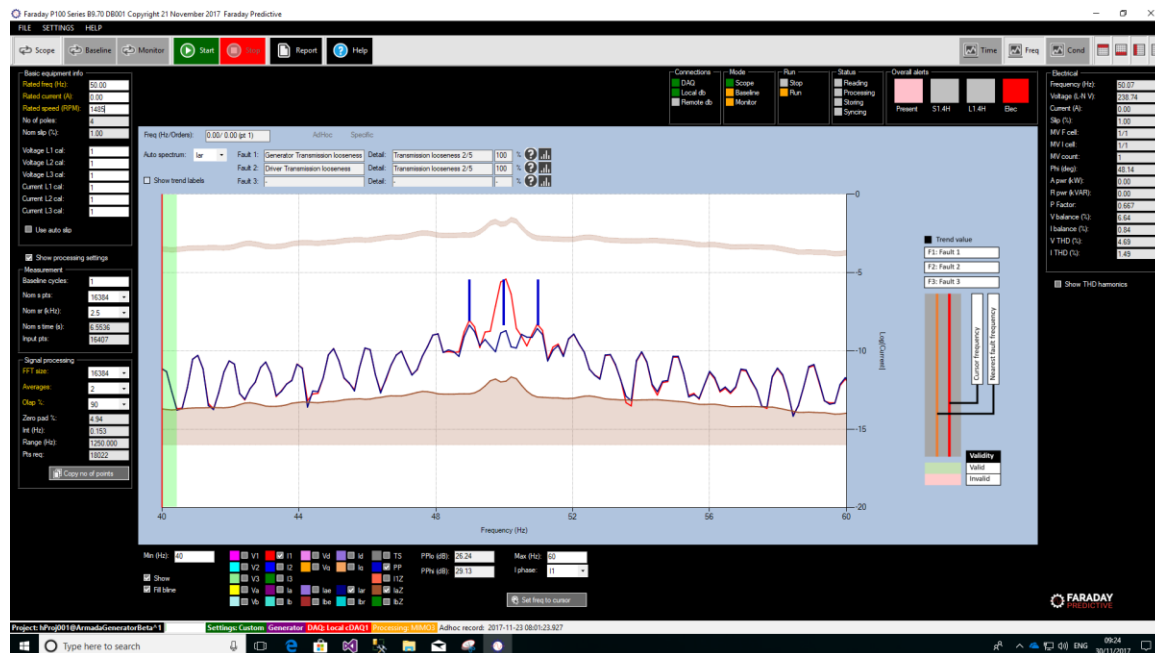 Faraday P100 Series B9.70 DB001 Copyright 21 November 2017 Faraday Predictive
FILE SETTINGS HELP
Scope Baseline Monitor Start Stop Report Help Time Freq Cond
Basic equipment info
Rated freq (Hz): 50.00
Rated current (A): 0.00
Rated speed (RPM): 1485
No of poles: 4
Nom slip (%): 1.00
Voltage L1 cal: 1
Voltage L2 cal: 1
Voltage L3 cal: 1
Current L1 cal: 1
Current L2 cal: 1
Current L3 cal: 1
Use auto slip
Show processing settings
Measurement
Baseline cycles: 1
Nom s pts: 16384
Nom sr (kHz): 2.5
Nom s time (s): 6.5536
Input pts: 16407
Signal processing
FFT size: 16384
Averages: 2
Olap %: 90
Zero pad %: 4.94
Int (Hz): 0.153
Range (Hz): 1250.000
Pts req: 18022
Copy no of points
Connections
DAQ
Local db
Remote db
Mode
Scope
Baseline
Monitor
Run
Stop
Run
Status
Reading
Processing
Storing
Syncing
Overall alerts
Present S1.4H L1.4H Elec
Freq (Hz/Orders): 0.00/ 0.00 (pt 1) AdHoc Specific
Auto spectrum: Iar Fault 1: Generator Transmission looseness Detail: Transmission looseness 2/5 100 %
Fault 2: Driver Transmission looseness Detail: Transmission looseness 2/5 100 %
Show trend labels Fault 3: - Detail: - - %
0
-5
-10
-15
-20
Log(Current)
40 44 48 52 56 60
Frequency (Hz)
Trend value
F1: Fault 1
F2: Fault 2
F3: Fault 3
Cursor frequency
Nearest fault frequency
Validity
Valid
Invalid
Electrical
Frequency (Hz): 50.07
Voltage (L-N V): 238.74
Current (A): 0.00
Slip (%): 1.00
MV F cell: 1/1
MV I cell: 1/1
MV count: 1
Phi (deg): 48.14
A pwr (kW): 0.00
R pwr (kVAR): 0.00
P Factor: 0.667
V balance (%): 6.64
I balance (%): 0.84
V THD (%): 4.69
I THD (%): 1.49
Show THD harmonics
Min (Hz): 40
Show
Fill bline
V1 I1 Vd Id TS
V2 I2 Vq Iq PP
V3 I3 I1Z
Va Ia Iae Iar IaZ
Vb Ib Ibe Ibr IbZ
PPlo (dB): 26.24 Max (Hz): 60
PPhi (dB): 29.13 I phase: I1
Set freq to cursor
FARADAY
PREDICTIVE
Project: hProj001@ArmadaGeneratorBeta^1 Settings: Custom Generator DAQ: Local cDAQ1 Processing: MIMO1 Adhoc record: 2017-11-23 08:01:23.927
Type here to search
ENG
09:24
30/11/2017